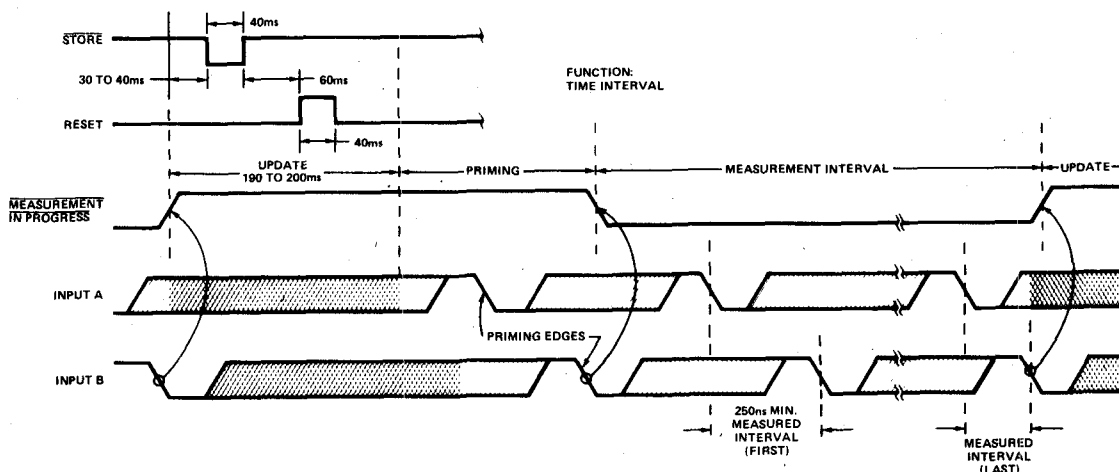 40ms
STORE
30 TO 40ms
60ms
FUNCTION:
TIME INTERVAL
RESET
40ms
UPDATE
190 TO 200ms
PRIMING
MEASUREMENT INTERVAL
UPDATE
MEASUREMENT
IN PROGRESS
INPUT A
PRIMING EDGES
INPUT B
250ns MIN.
MEASURED
INTERVAL
(FIRST)
MEASURED
INTERVAL
(LAST)